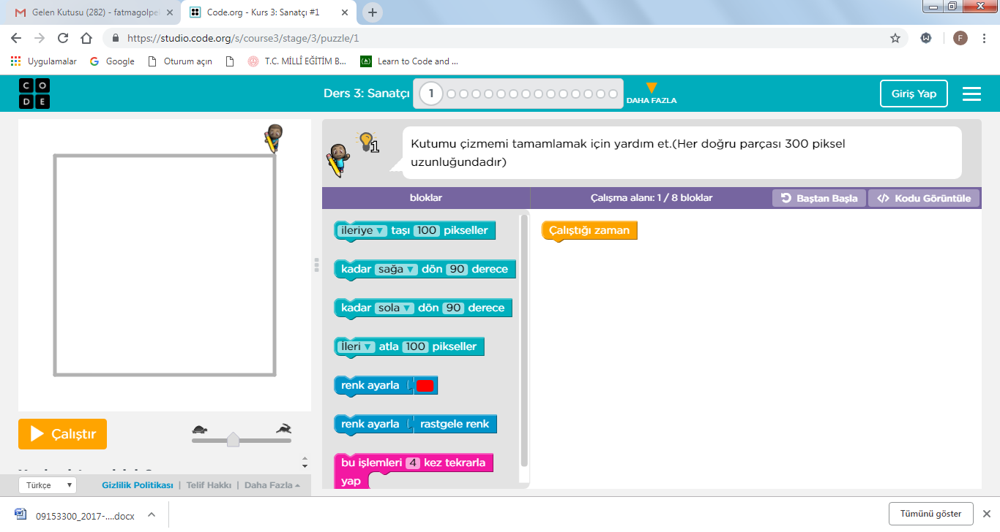 Gelen Kutusu (282) - fatmagolpe
Code.org - Kurs 3: Sanatçı #1
https://studio.code.org/s/course3/stage/3/puzzle/1
F
Uygulamalar
Google
Oturum açın
T.C. MİLLÎ EĞİTİM B...
Learn to Code and ...
C O
D E
Ders 3: Sanatçı
1
DAHA FAZLA
Giriş Yap
1
Kutumu çizmemi tamamlamak için yardım et.(Her doğru parçası 300 piksel
uzunluğundadır)
bloklar
Çalışma alanı: 1 / 8 bloklar
Baştan Başla
</> Kodu Görüntüle
ileriye ▼ taşı 100 pikseller
Çalıştığı zaman
kadar sağa ▼ dön 90 derece
kadar sola ▼ dön 90 derece
İleri ▼ atla 100 pikseller
renk ayarla
renk ayarla rastgele renk
bu işlemleri 4 kez tekrarla
yap
Çalıştır
Türkçe
Gizlilik Politikası | Telif Hakkı | Daha Fazla
09153300_2017-....docx
Tümünü göster